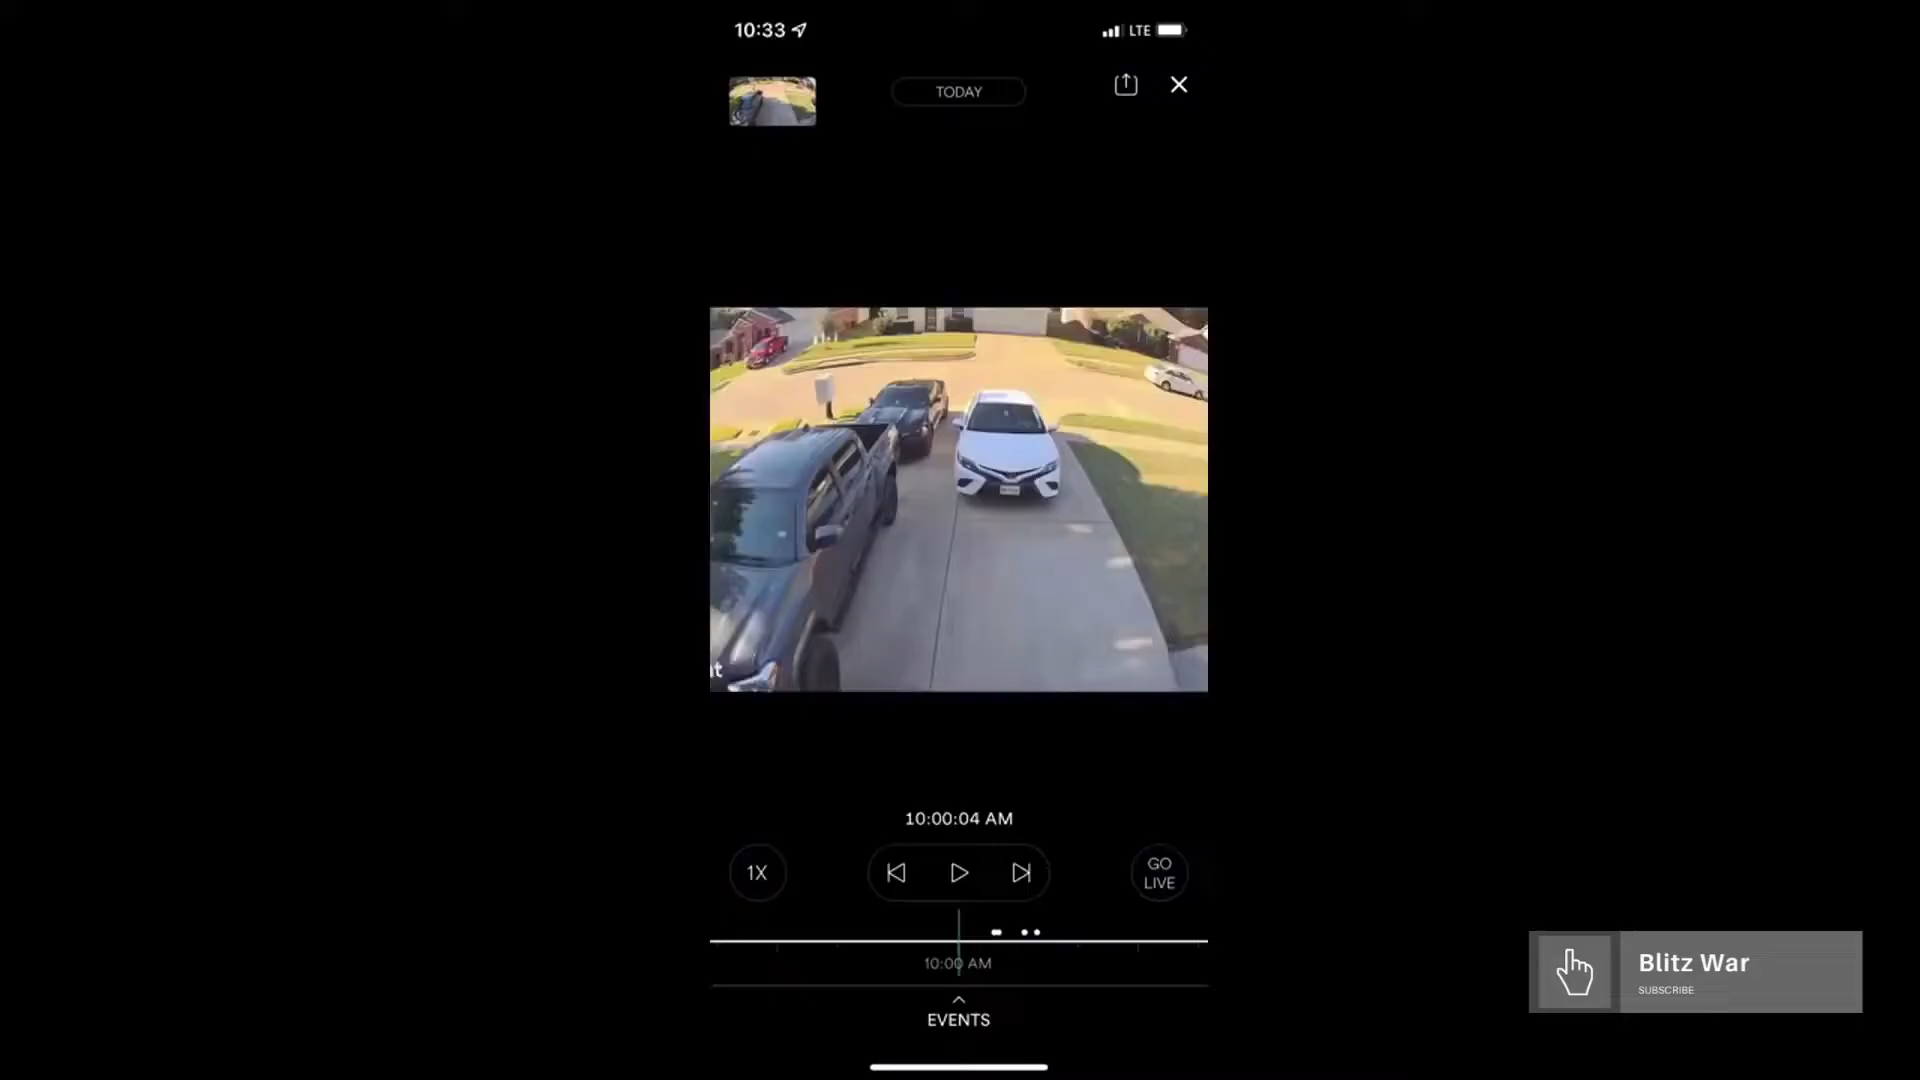 10:33
LTE
TODAY
10:00:04 AM
1X
GO
LIVE
10:00 AM
EVENTS
Blitz War
SUBSCRIBE